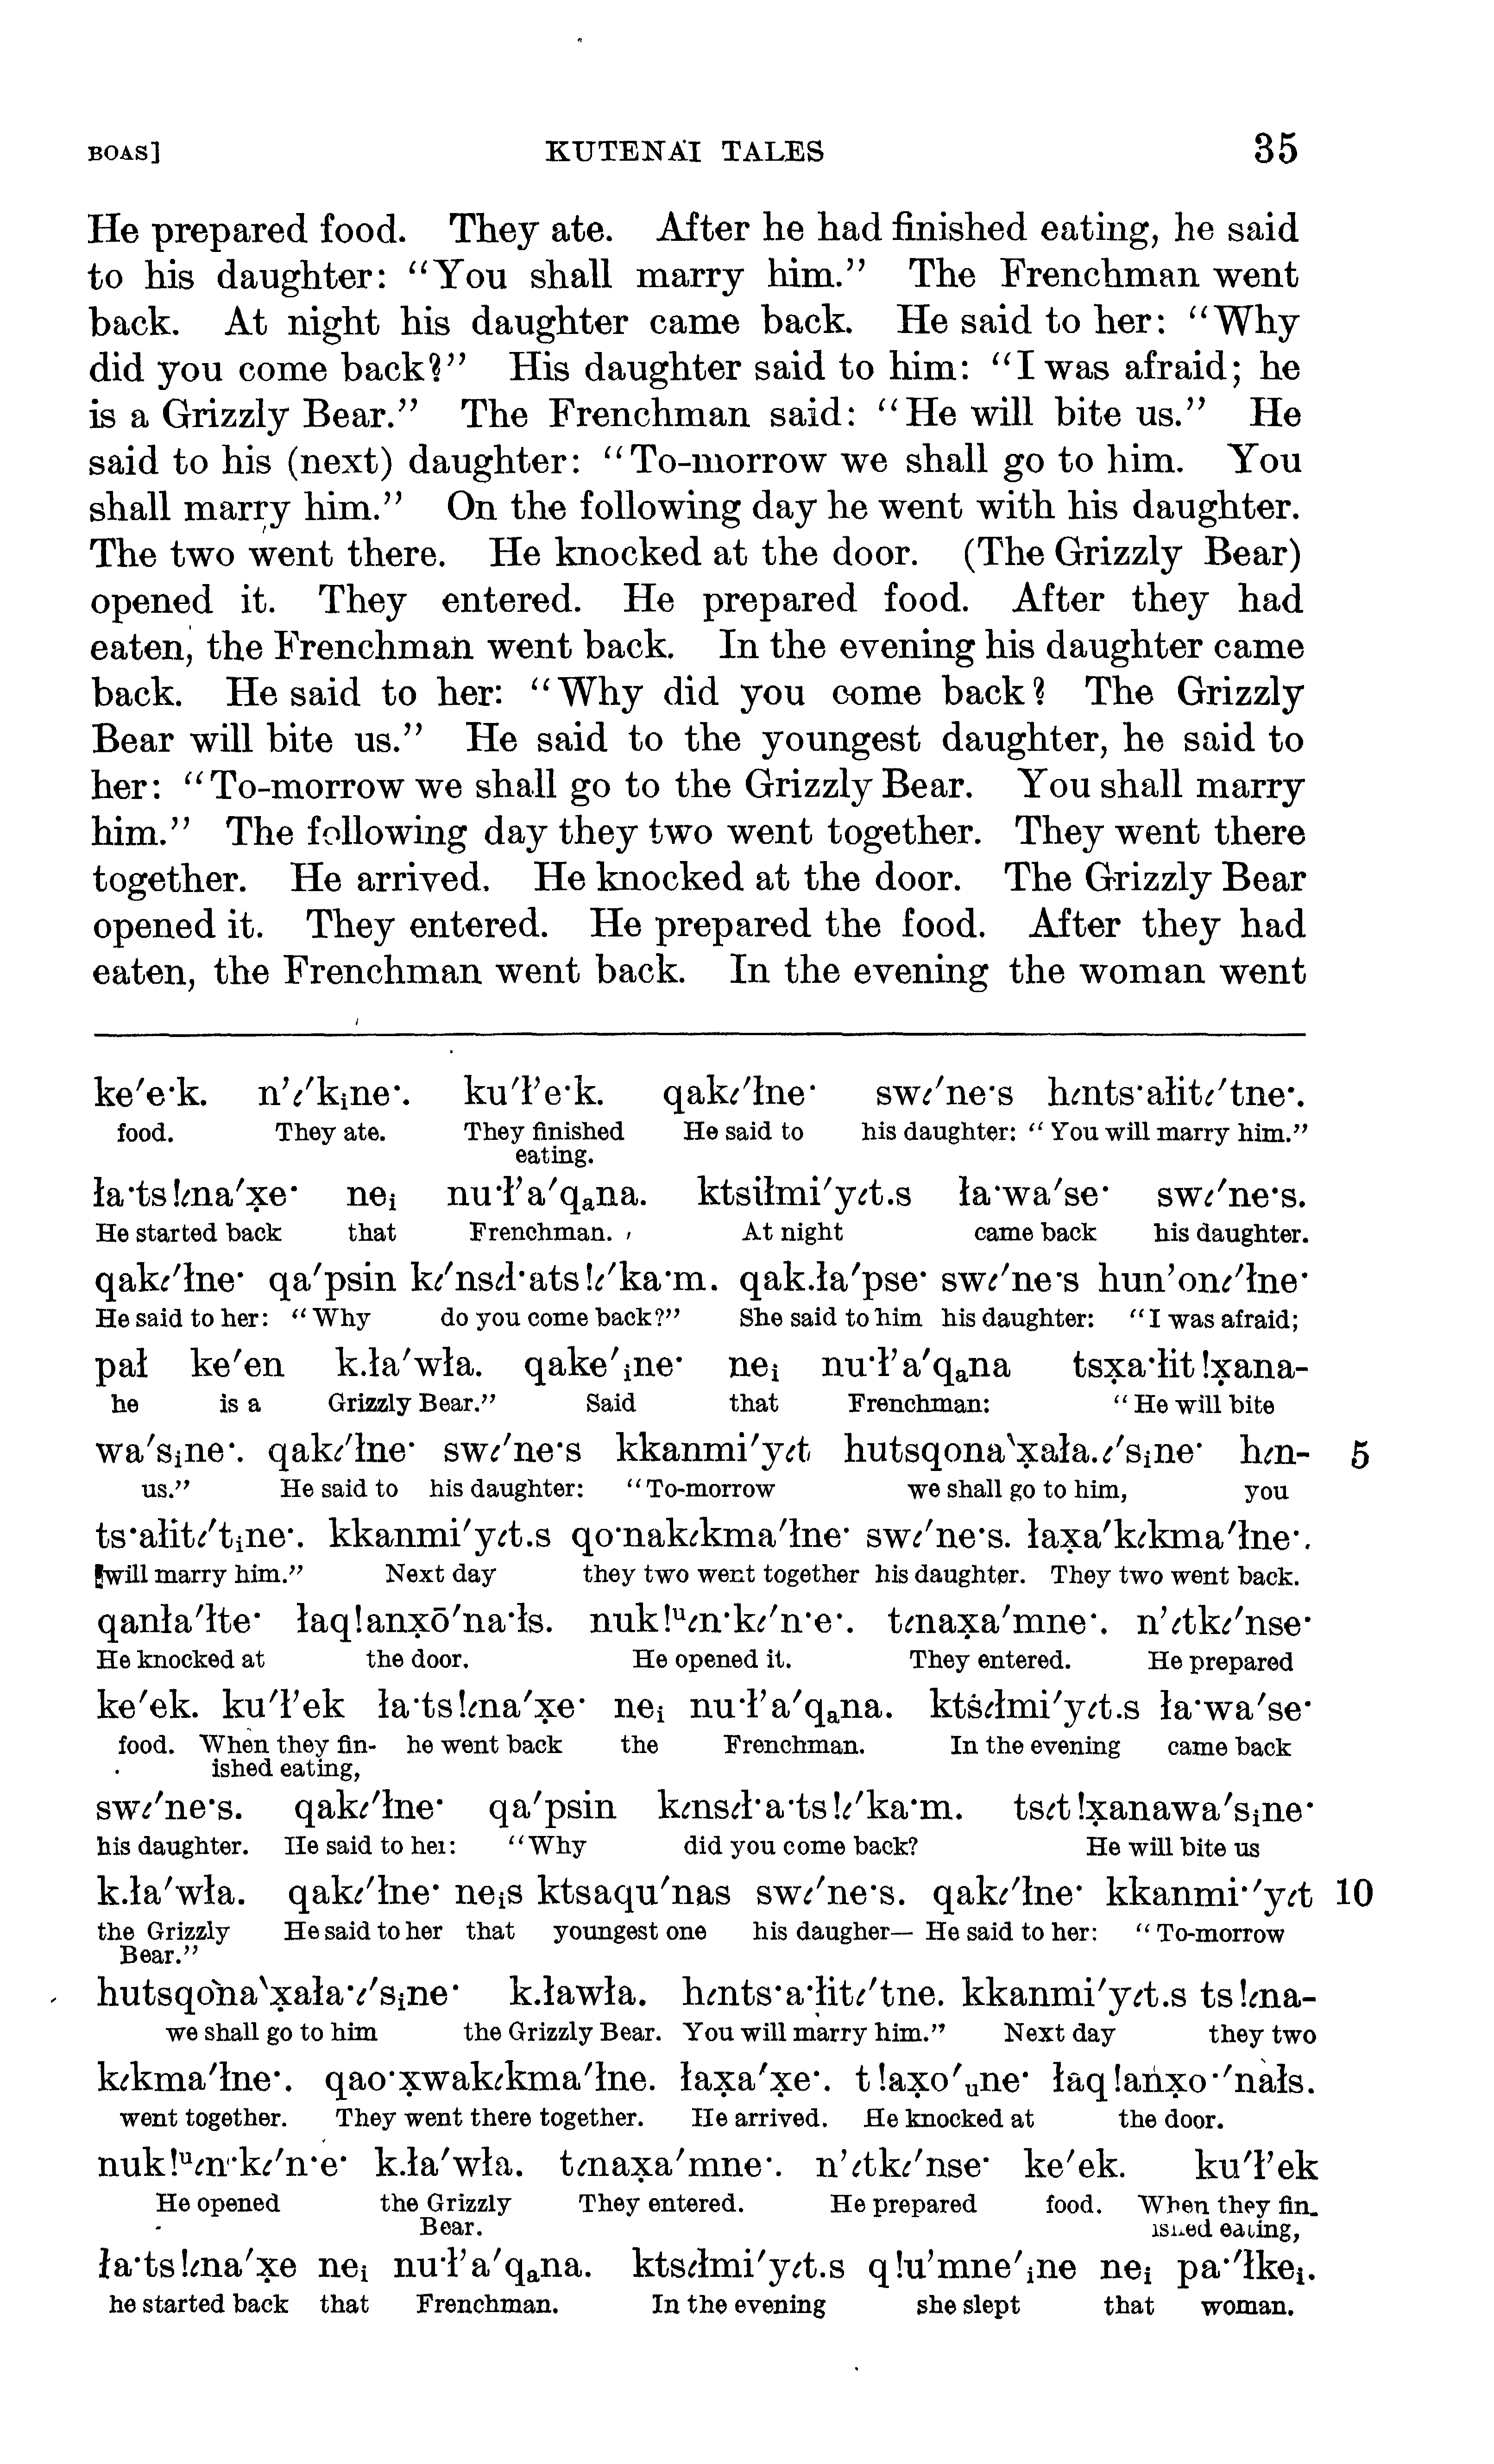 BOAS] KUTENAI TALES 35
He prepared food. They ate. After he had finished eating, he said
to his daughter: “You shall marry him.” The Frenchman went
back. At night his daughter came back. He said to her: “Why
did you come back?” His daughter said to him: “I was afraid; he
is a Grizzly Bear.” The Frenchman said: “He will bite us.” He
said to his (next) daughter: “To-morrow we shall go to him. You
shall marry him.” On the following day he went with his daughter.
The two went there. He knocked at the door. (The Grizzly Bear)
opened it. They entered. He prepared food. After they had
eaten, the Frenchman went back. In the evening his daughter came
back. He said to her: “Why did you come back? The Grizzly
Bear will bite us.” He said to the youngest daughter, he said to
her: “To-morrow we shall go to the Grizzly Bear. You shall marry
him.” The following day they two went together. They went there
together. He arrived. He knocked at the door. The Grizzly Bear
opened it. They entered. He prepared the food. After they had
eaten, the Frenchman went back. In the evening the woman went
ke′e·k. n’ɩ′kᵢne·. ku′ł’e·k. qakɩ′łne· swɩ′ne·s hɩnts·ałitɩ′tne·.
food. They ate. They finished He said to his daughter: “You will marry him.”
eating.
ła·ts!ɩna′x̣e· neᵢ nu·ł’a′qₐna. ktsiłmi′yɩt.s ła·wa′se· swɩ′ne·s.
He started back that Frenchman. At night came back his daughter.
qakɩ′łne· qa′psin kɩ′nsɩł·ats!ɩ′ka·m. qak.ła′pse· swɩ′ne·s hun’onɩ′łne·
He said to her: “Why do you come back?” She said to him his daughter: “I was afraid;
pał ke′en k.ła′wła. qake′ᵢne· neᵢ nu·ł’a′qₐna tsx̣a·łit!x̣ana-
he is a Grizzly Bear.” Said that Frenchman: “He will bite
wa′sᵢne·. qakɩ′łne· swɩ′ne·s kkanmi′yɩt hutsqona‵x̣ała.ɩ′sᵢne· hɩn- 5
us.” He said to his daughter: “To-morrow we shall go to him, you
ts·ałitɩ′tᵢne·. kkanmi′yɩt.s qo·nakɩkma′łne· swɩ′ne·s. łax̣a′kɩkma′łne·.
will marry him.” Next day they two went together his daughter. They two went back.
qanła′łte· łaq!anx̣ō′na·łs. nuk!ᵘɩn·kɩ′n·e·. tɩnax̣a′mne·. n’ɩtkɩ′nse·
He knocked at the door. He opened it. They entered. He prepared
ke′ek. ku′ł’ek ła·ts!ɩna′x̣e· neᵢ nu·ł’a′qₐna. ktsɩłmi′yɩt.s ła·wa′se·
food. When they fin- he went back the Frenchman. In the evening came back
ished eating,
swɩ′ne·s. qakɩ′łne· qa′psin kɩnsɩł·a·ts!ɩ′ka·m. tsɩt!x̣anawa′sᵢne·
his daughter. He said to her: “Why did you come back? He will bite us
k.ła′wła. qakɩ′łne· neᵢs ktsaqu′nas swɩ′ne·s. qakɩ′łne· kkanmi·′yɩt 10
the Grizzly He said to her that youngest one his daugher— He said to her: “To-morrow
Bear.”
hutsqona‵x̣ała·ɩ′sᵢne· k.ławła. hɩnts·a·łitɩ′tne. kkanmi′yɩt.s ts!ɩna-
we shall go to him the Grizzly Bear. You will marry him.” Next day they two
kɩkma′łne·. qao·x̣wakɩkma′łne. łax̣a′x̣e·. t!ax̣o′ᵤne· łaq!anx̣o·′nałs.
went together. They went there together. He arrived. He knocked at the door.
nuk!ᵘɩn·kɩ′n·e· k.ła′wła. tɩnax̣a′mne·. n’ɩtkɩ′nse· ke′ek. ku′ł’ek
He opened the Grizzly They entered. He prepared food. When they fin-
Bear. ished eating,
ła·ts!ɩna′x̣e neᵢ nu·ł’a′qₐna. ktsɩłmi′yɩt.s q!u’mne′ᵢne neᵢ pa·′łkeᵢ.
he started back that Frenchman. In the evening she slept that woman.